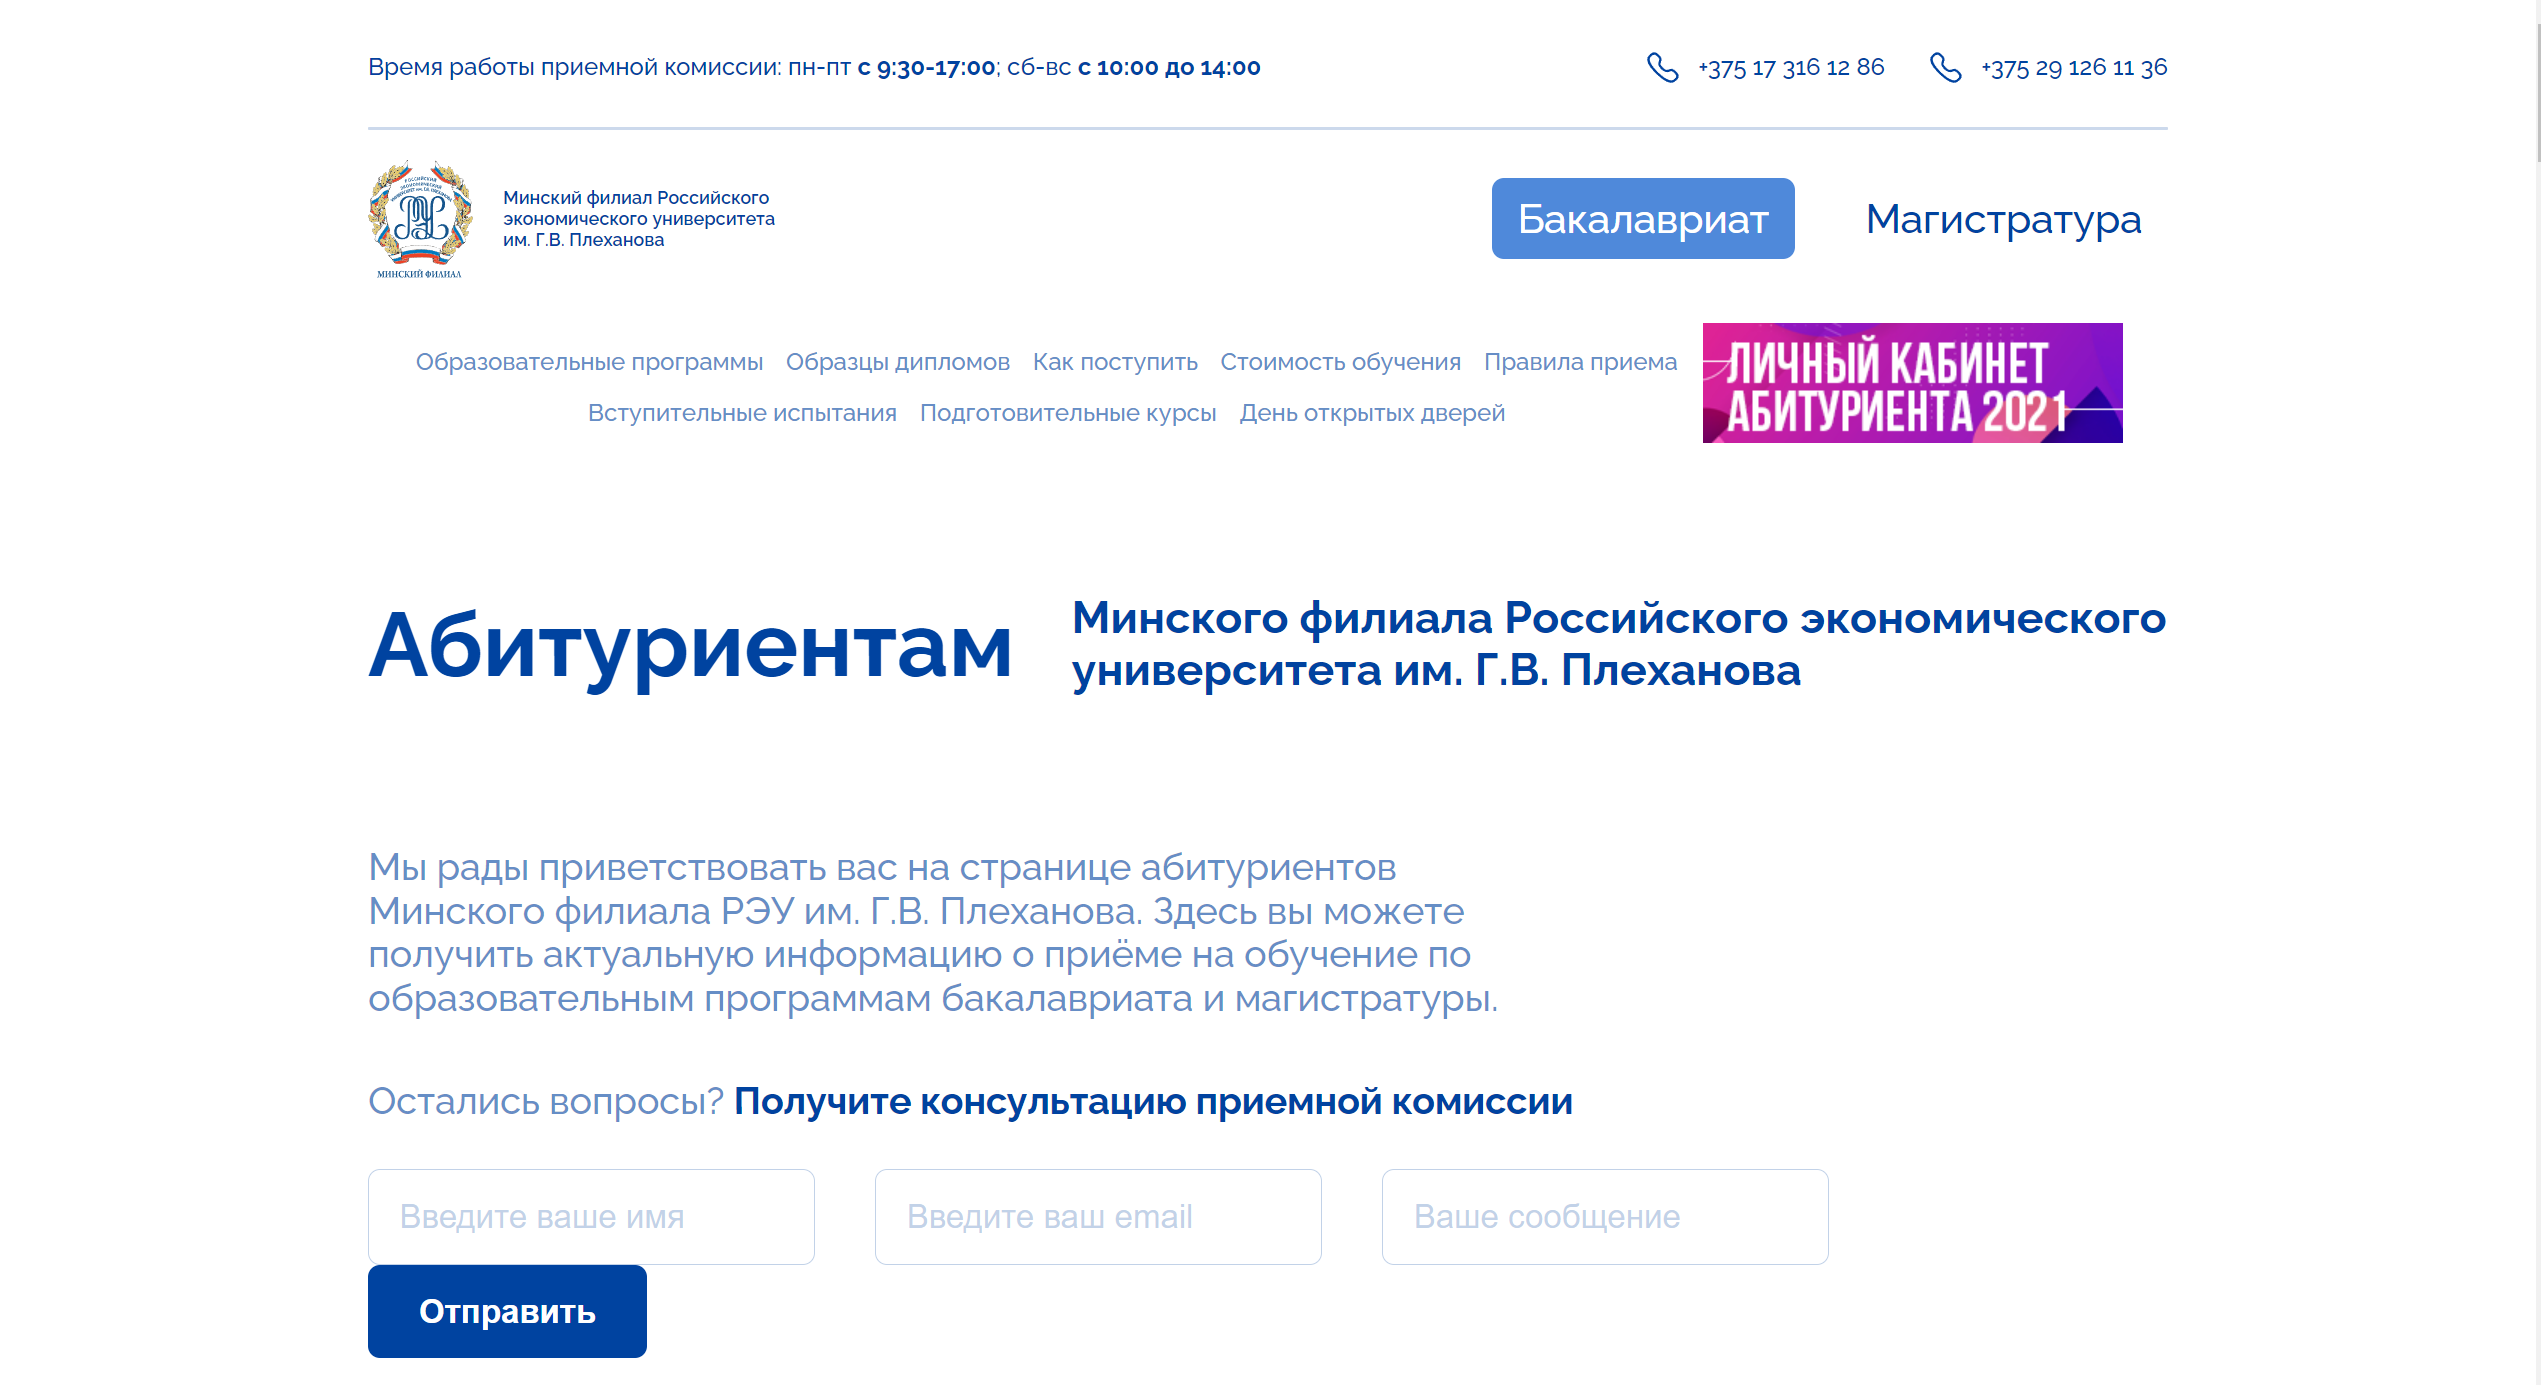 Время работы приемной комиссии: пн-пт с 9:30-17:00; сб-вс с 10:00 до 14:00
+375 17 316 12 86
+375 29 126 11 36
РОССИЙСКИЙ
ЭКОНОМИЧЕСКИЙ
УНИВЕРСИТЕТ им. Г.В. ПЛЕХАНОВА
МИНСКИЙ ФИЛИАЛ
Минский филиал Российского
экономического университета
им. Г.В. Плеханова
Бакалавриат
Магистратура
Образовательные программы Образцы дипломов Как поступить Стоимость обучения Правила приема
Вступительные испытания Подготовительные курсы День открытых дверей
ЛИЧНЫЙ КАБИНЕТ
АБИТУРИЕНТА 2021
Абитуриентам
Минского филиала Российского экономического
университета им. Г.В. Плеханова
Мы рады приветствовать вас на странице абитуриентов
Минского филиала РЭУ им. Г.В. Плеханова. Здесь вы можете
получить актуальную информацию о приёме на обучение по
образовательным программам бакалавриата и магистратуры.
Остались вопросы? Получите консультацию приемной комиссии
Введите ваше имя
Введите ваш email
Ваше сообщение
Отправить